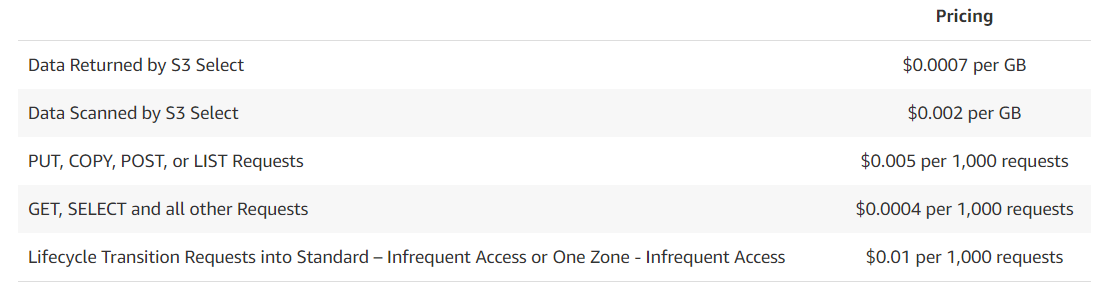 Pricing
Data Returned by S3 Select $0.0007 per GB
Data Scanned by S3 Select $0.002 per GB
PUT, COPY, POST, or LIST Requests $0.005 per 1,000 requests
GET, SELECT and all other Requests $0.0004 per 1,000 requests
Lifecycle Transition Requests into Standard – Infrequent Access or One Zone - Infrequent Access $0.01 per 1,000 requests